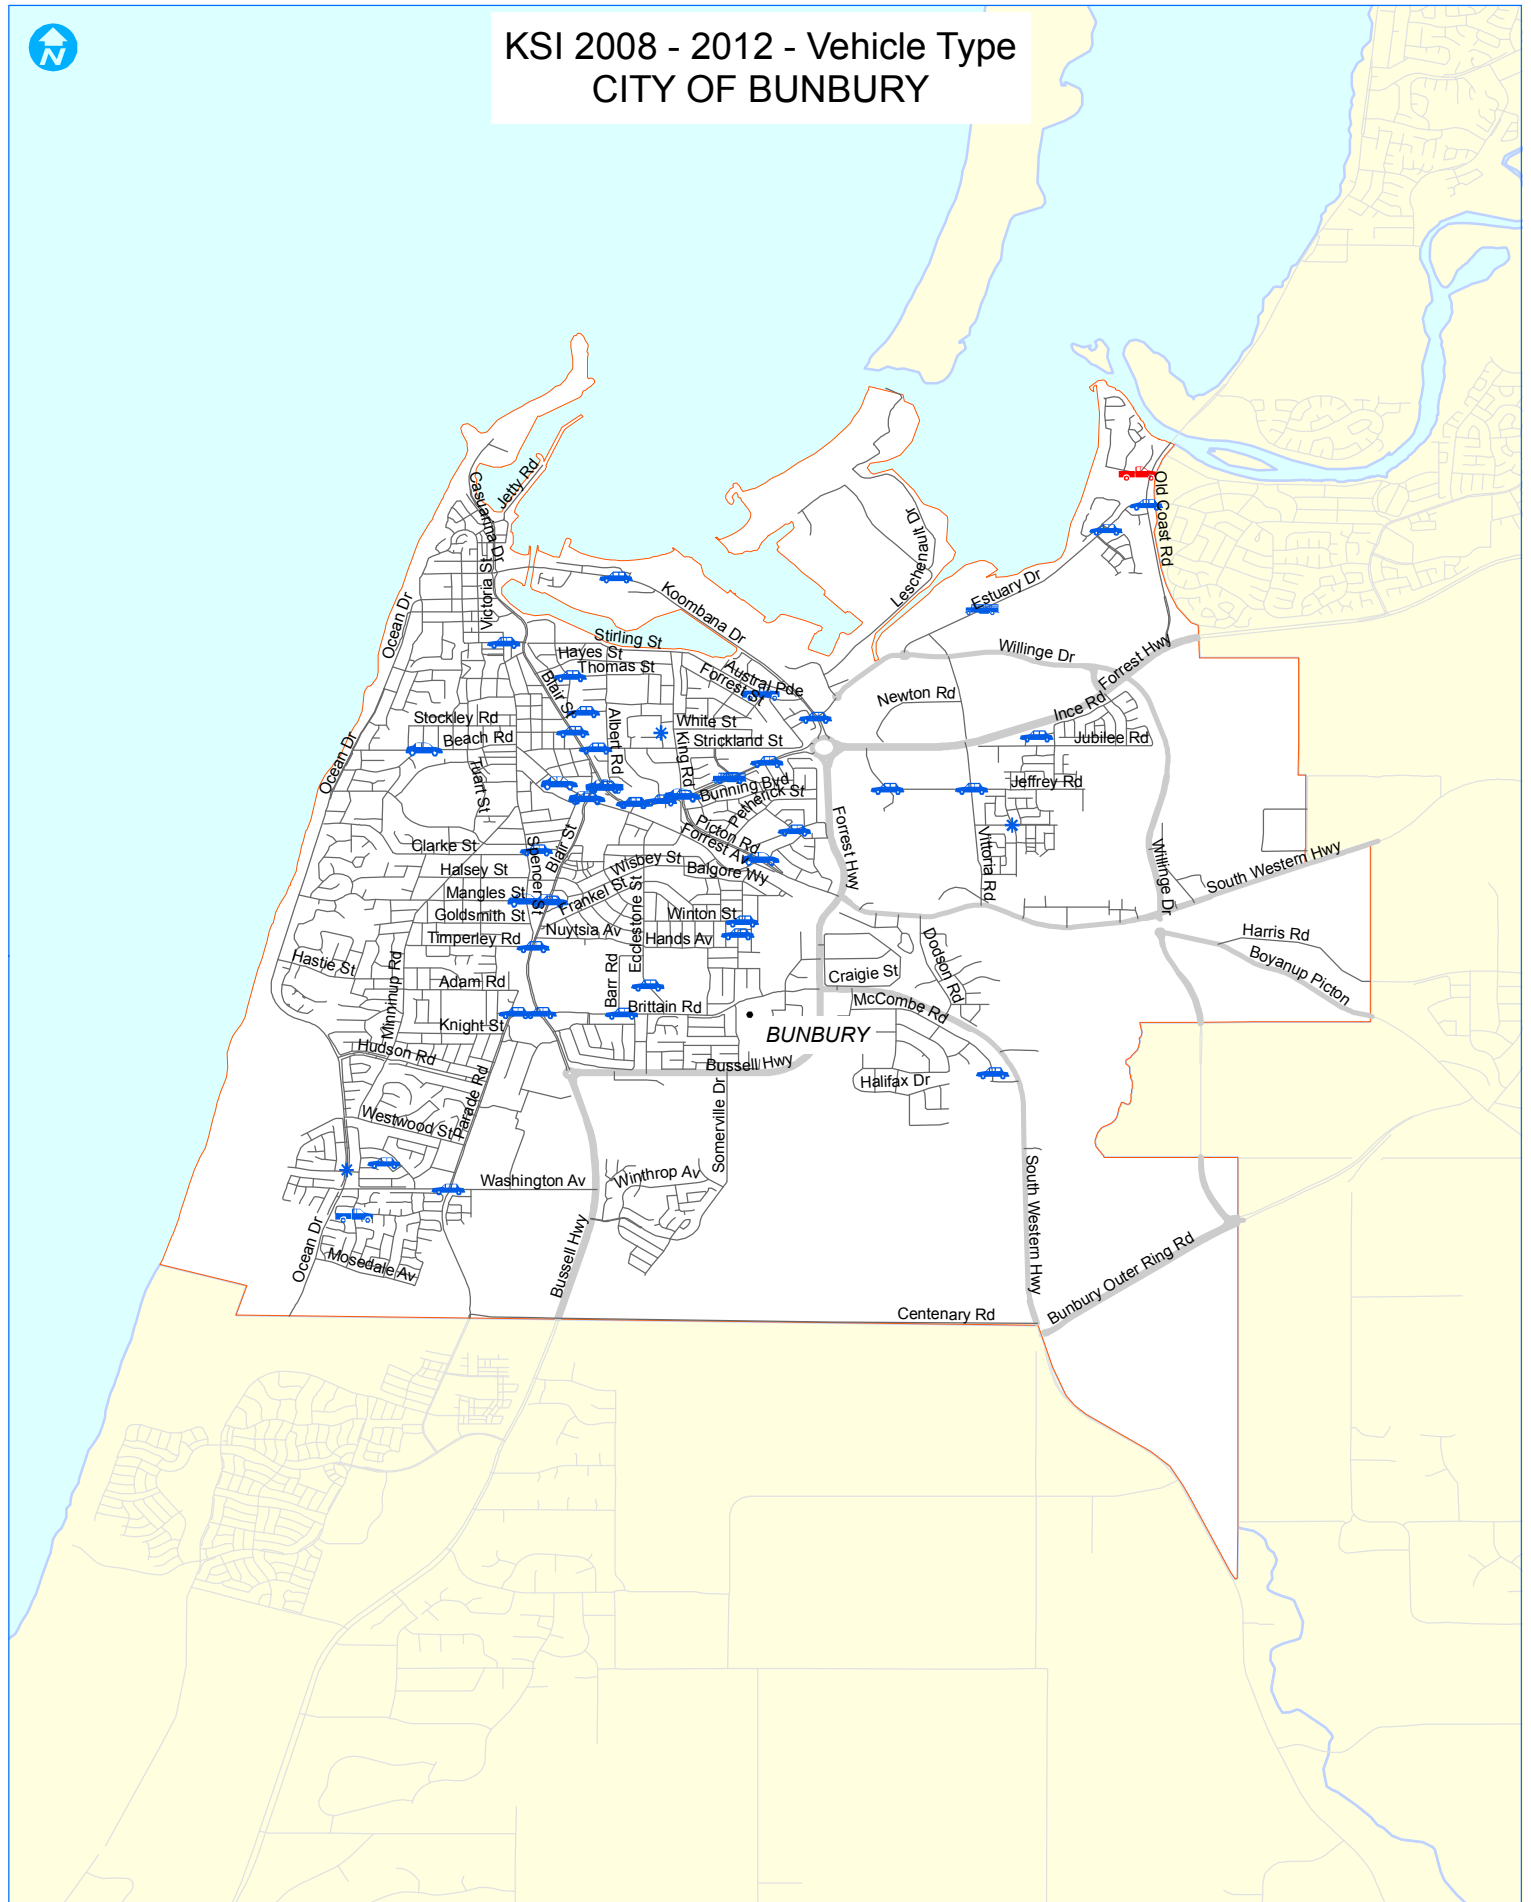 KSI 2008 - 2012 - Vehicle Type
CITY OF BUNBURY
N
Jetty Rd
Casuarina Dr
Old Coast Rd
Leschenault Dr
Victoria St
Koombana Dr
Estuary Dr
Ocean Dr
Stirling St
Hayes St
Thomas St
Willinge Dr
Forrest Hwy
Austral Pde
Forrest St
Blair St
Newton Rd
Ince Rd
Stockley Rd
Albert Rd
White St
Beach Rd
Strickland St
Jubilee Rd
King Rd
Ocean Dr
Tuart St
Jeffrey Rd
Bunning Bvd
Petherick St
Picton Rd
Forrest Av
Forrest Hwy
Vittoria Rd
Willinge Dr
Clarke St
Spencer St
Blair St
Wisbey St
South Western Hwy
Halsey St
Balgore Wy
Mangles St
Frankel St
Goldsmith St
Winton St
Ecclestone St
Nuytsia Av
Timperley Rd
Hands Av
Harris Rd
Dodson Rd
Hastie St
Boyanup Picton
Minninup Rd
Adam Rd
Barr Rd
Craigie St
Brittain Rd
McCombe Rd
Knight St
BUNBURY
Hudson Rd
Bussell Hwy
Parade Rd
Halifax Dr
Somerville Dr
Westwood St
Washington Av
Winthrop Av
South Western Hwy
Ocean Dr
Bussell Hwy
Mosedale Av
Bunbury Outer Ring Rd
Centenary Rd